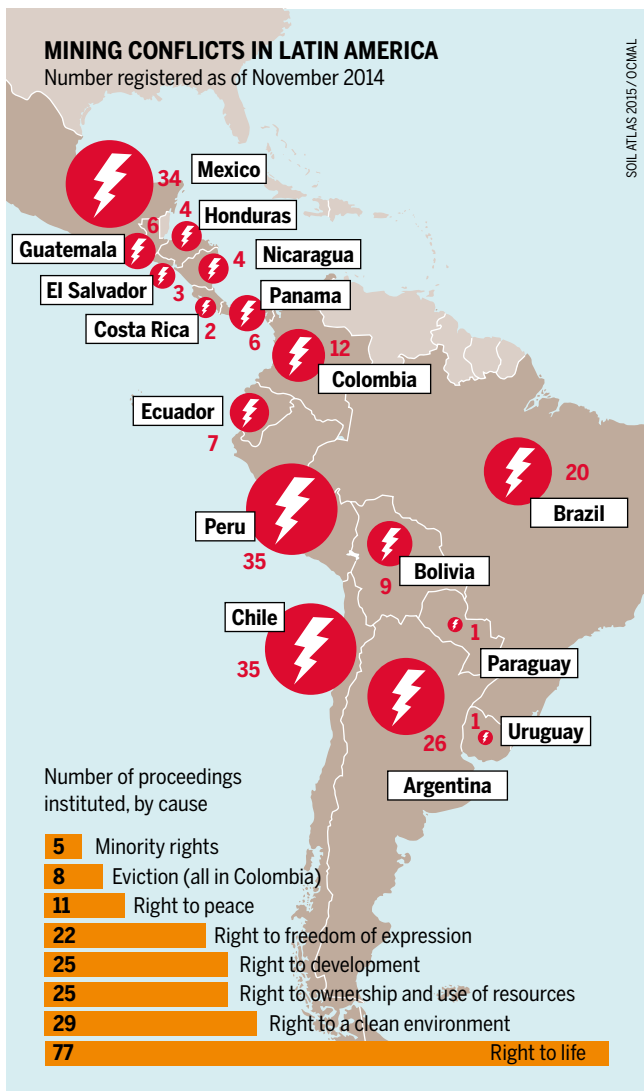 MINING CONFLICTS IN LATIN AMERICA
Number registered as of November 2014
SOIL ATLAS 2015 / OCMAL
34 Mexico
4 Honduras
6 Guatemala
4 Nicaragua
El Salvador 3
Panama 6
Costa Rica 2
12 Colombia
Ecuador 7
20 Brazil
Peru 35
Bolivia 9
Chile 35
1 Paraguay
1 Uruguay
26 Argentina
Number of proceedings
instituted, by cause
5 Minority rights
8 Eviction (all in Colombia)
11 Right to peace
22 Right to freedom of expression
25 Right to development
25 Right to ownership and use of resources
29 Right to a clean environment
77 Right to life